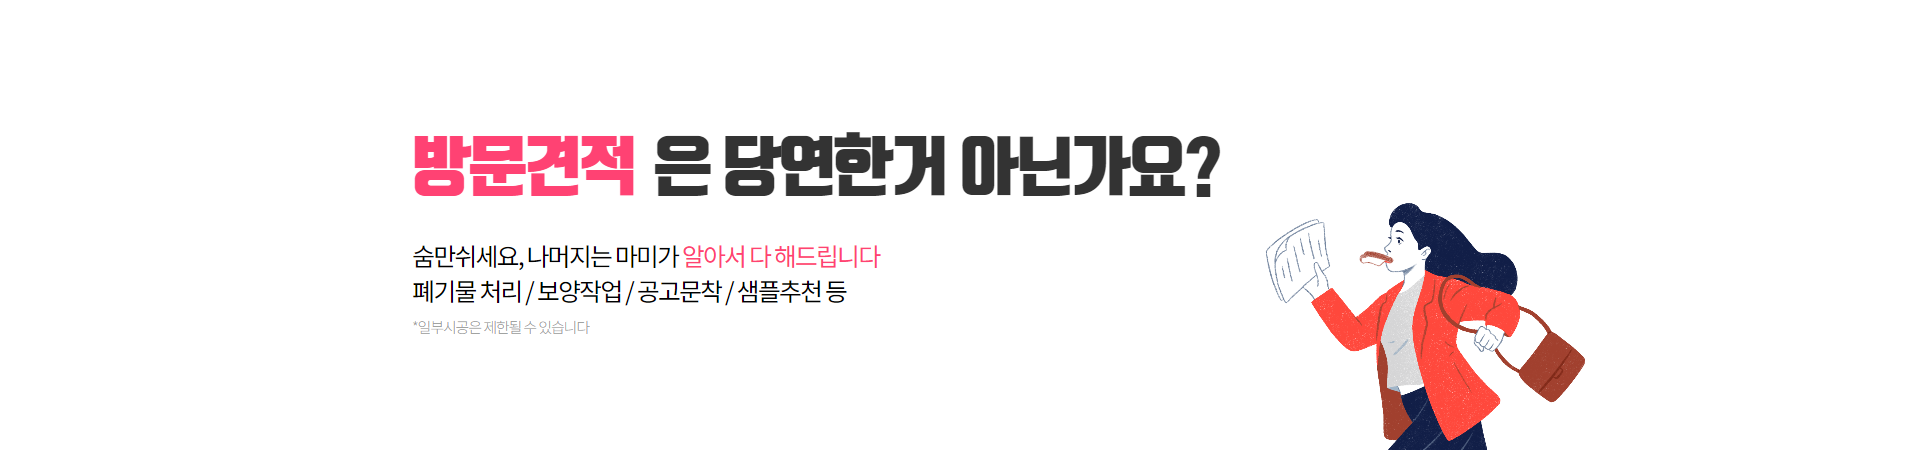 방문견적 은 당연한거 아닌가요?
숨만쉬세요, 나머지는 마미가 알아서 다 해드립니다
폐기물 처리 / 보양작업 / 공고문착 / 샘플추천 등
*일부시공은 제한될 수 있습니다